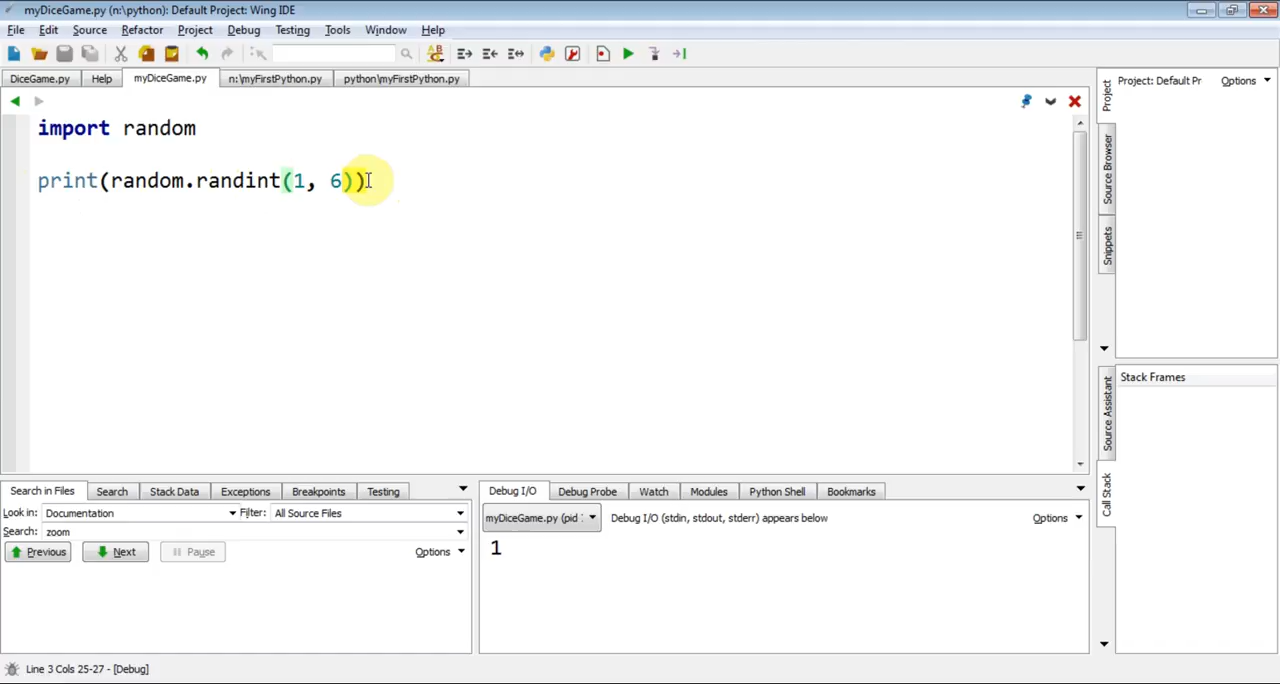 myDiceGame.py (n:\python): Default Project: Wing IDE
File Edit Source Refactor Project Debug Testing Tools Window Help
DiceGame.py Help myDiceGame.py n:\myFirstPython.py python\myFirstPython.py
import random
print(random.randint(1, 6))
Project
Project: Default Pr Options
Source Browser
Snippets
Source Assistant
Call Stack
Stack Frames
Search in Files Search Stack Data Exceptions Breakpoints Testing
Look in: Documentation Filter: All Source Files
Search: zoom
Previous Next Pause Options
Debug I/O Debug Probe Watch Modules Python Shell Bookmarks
myDiceGame.py (pid Debug I/O (stdin, stdout, stderr) appears below Options
1
Line 3 Cols 25-27 - [Debug]